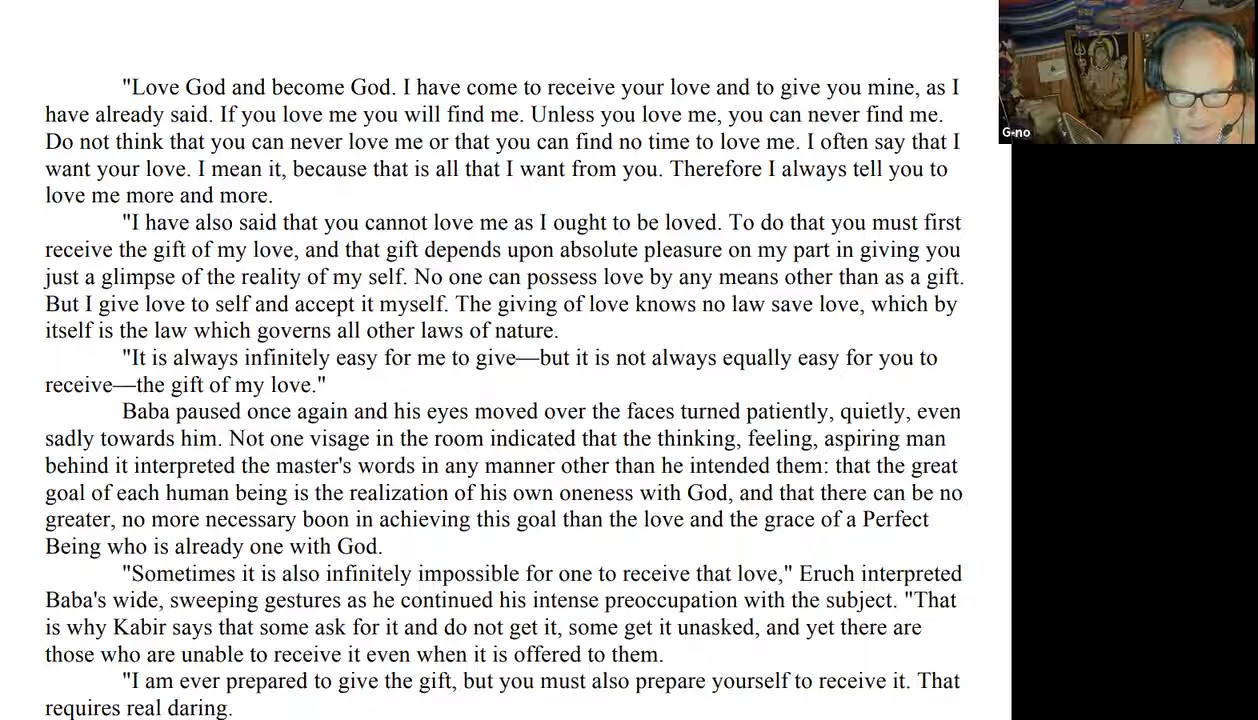 "Love God and become God. I have come to receive your love and to give you mine, as I
have already said. If you love me you will find me. Unless you love me, you can never find me.
Do not think that you can never love me or that you can find no time to love me. I often say that I
want your love. I mean it, because that is all that I want from you. Therefore I always tell you to
love me more and more.
"I have also said that you cannot love me as I ought to be loved. To do that you must first
receive the gift of my love, and that gift depends upon absolute pleasure on my part in giving you
just a glimpse of the reality of my self. No one can possess love by any means other than as a gift.
But I give love to self and accept it myself. The giving of love knows no law save love, which by
itself is the law which governs all other laws of nature.
"It is always infinitely easy for me to give—but it is not always equally easy for you to
receive—the gift of my love."
Baba paused once again and his eyes moved over the faces turned patiently, quietly, even
sadly towards him. Not one visage in the room indicated that the thinking, feeling, aspiring man
behind it interpreted the master's words in any manner other than he intended them: that the great
goal of each human being is the realization of his own oneness with God, and that there can be no
greater, no more necessary boon in achieving this goal than the love and the grace of a Perfect
Being who is already one with God.
"Sometimes it is also infinitely impossible for one to receive that love," Eruch interpreted
Baba's wide, sweeping gestures as he continued his intense preoccupation with the subject. "That
is why Kabir says that some ask for it and do not get it, some get it unasked, and yet there are
those who are unable to receive it even when it is offered to them.
"I am ever prepared to give the gift, but you must also prepare yourself to receive it. That
requires real daring.
G-no